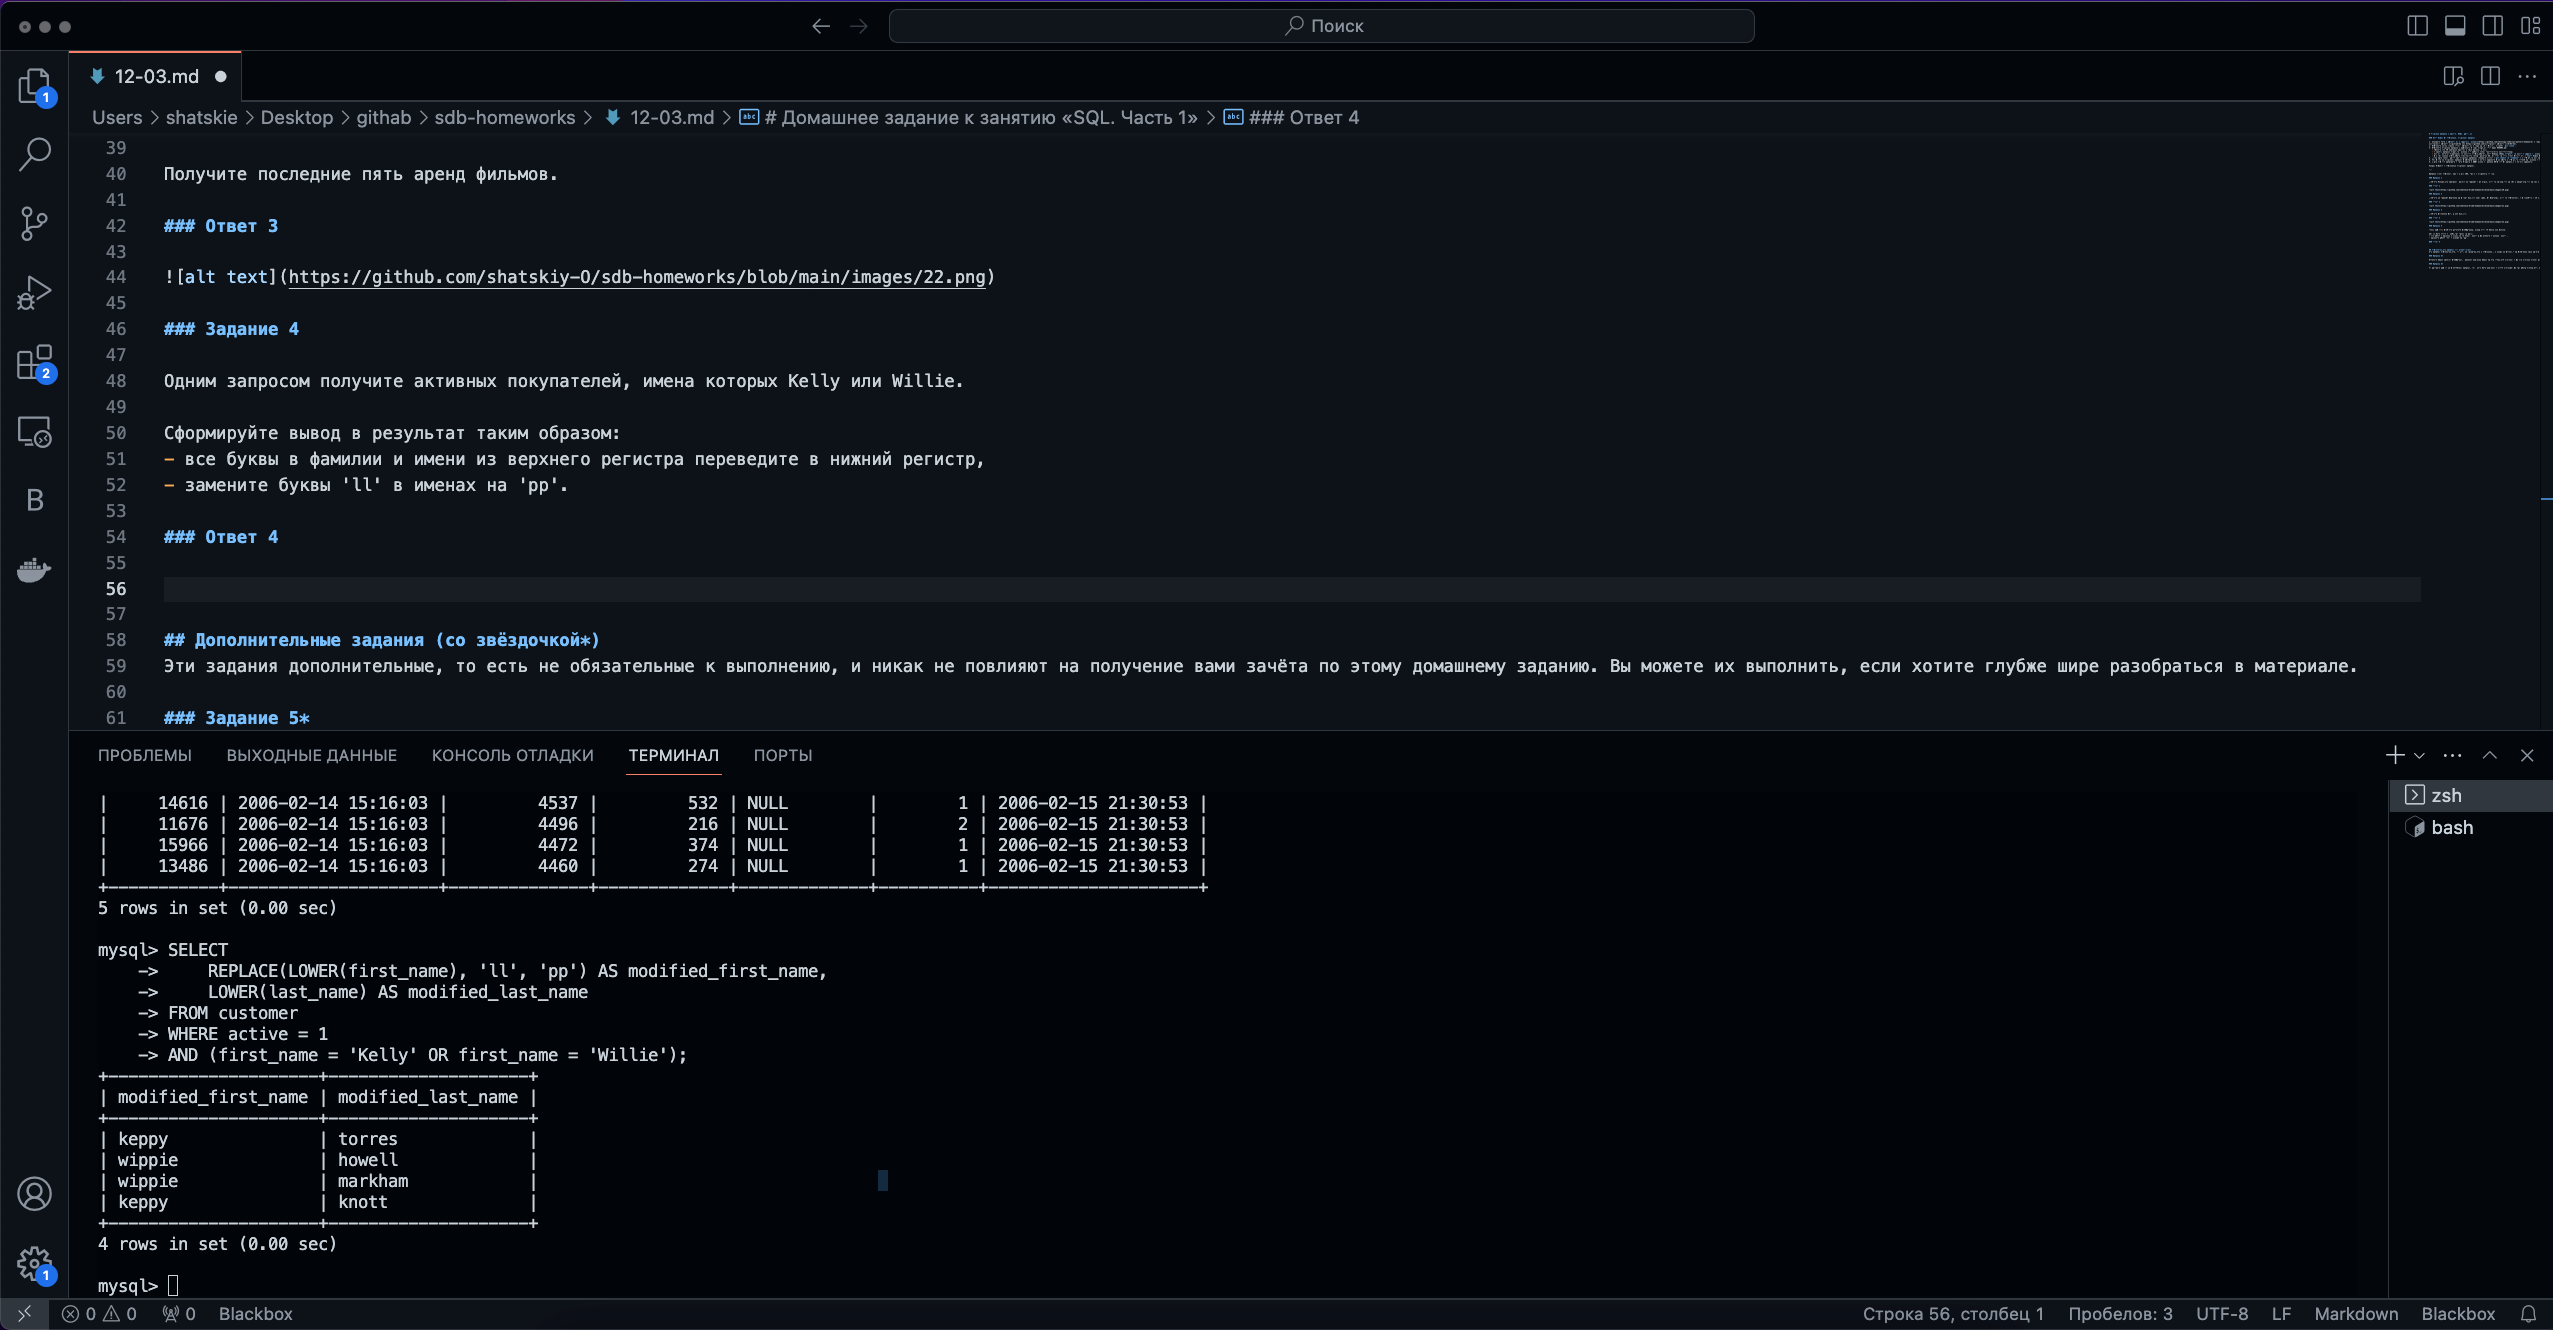 Поиск
12-03.md
Users > shatskie > Desktop > githab > sdb-homeworks > 12-03.md > # Домашнее задание к занятию «SQL. Часть 1» > ### Ответ 4
39
40 Получите последние пять аренд фильмов.
41
42 ### Ответ 3
43
44 ![alt text](https://github.com/shatskiy-O/sdb-homeworks/blob/main/images/22.png)
45
46 ### Задание 4
47
48 Одним запросом получите активных покупателей, имена которых Kelly или Willie.
49
50 Сформируйте вывод в результат таким образом:
51 - все буквы в фамилии и имени из верхнего регистра переведите в нижний регистр,
52 - замените буквы 'll' в именах на 'pp'.
53
54 ### Ответ 4
55
56
57
58 ## Дополнительные задания (со звёздочкой*)
59 Эти задания дополнительные, то есть не обязательные к выполнению, и никак не повлияют на получение вами зачёта по этому домашнему заданию. Вы можете их выполнить, если хотите глубже шире разобраться в материале.
60
61 ### Задание 5*
1
2
B
1
ПРОБЛЕМЫ ВЫХОДНЫЕ ДАННЫЕ КОНСОЛЬ ОТЛАДКИ ТЕРМИНАЛ ПОРТЫ
| 14616 | 2006-02-14 15:16:03 | 4537 | 532 | NULL | 1 | 2006-02-15 21:30:53 |
| 11676 | 2006-02-14 15:16:03 | 4496 | 216 | NULL | 2 | 2006-02-15 21:30:53 |
| 15966 | 2006-02-14 15:16:03 | 4472 | 374 | NULL | 1 | 2006-02-15 21:30:53 |
| 13486 | 2006-02-14 15:16:03 | 4460 | 274 | NULL | 1 | 2006-02-15 21:30:53 |
+-----------+---------------------+--------------+-------------+-------------+----------+---------------------+
5 rows in set (0.00 sec)
mysql> SELECT
-> REPLACE(LOWER(first_name), 'll', 'pp') AS modified_first_name,
-> LOWER(last_name) AS modified_last_name
-> FROM customer
-> WHERE active = 1
-> AND (first_name = 'Kelly' OR first_name = 'Willie');
+---------------------+--------------------+
| modified_first_name | modified_last_name |
+---------------------+--------------------+
| keppy | torres |
| wippie | howell |
| wippie | markham |
| keppy | knott |
+---------------------+--------------------+
4 rows in set (0.00 sec)
mysql>
zsh
bash
0 0 0 Blackbox
Строка 56, столбец 1 Пробелов: 3 UTF-8 LF Markdown Blackbox